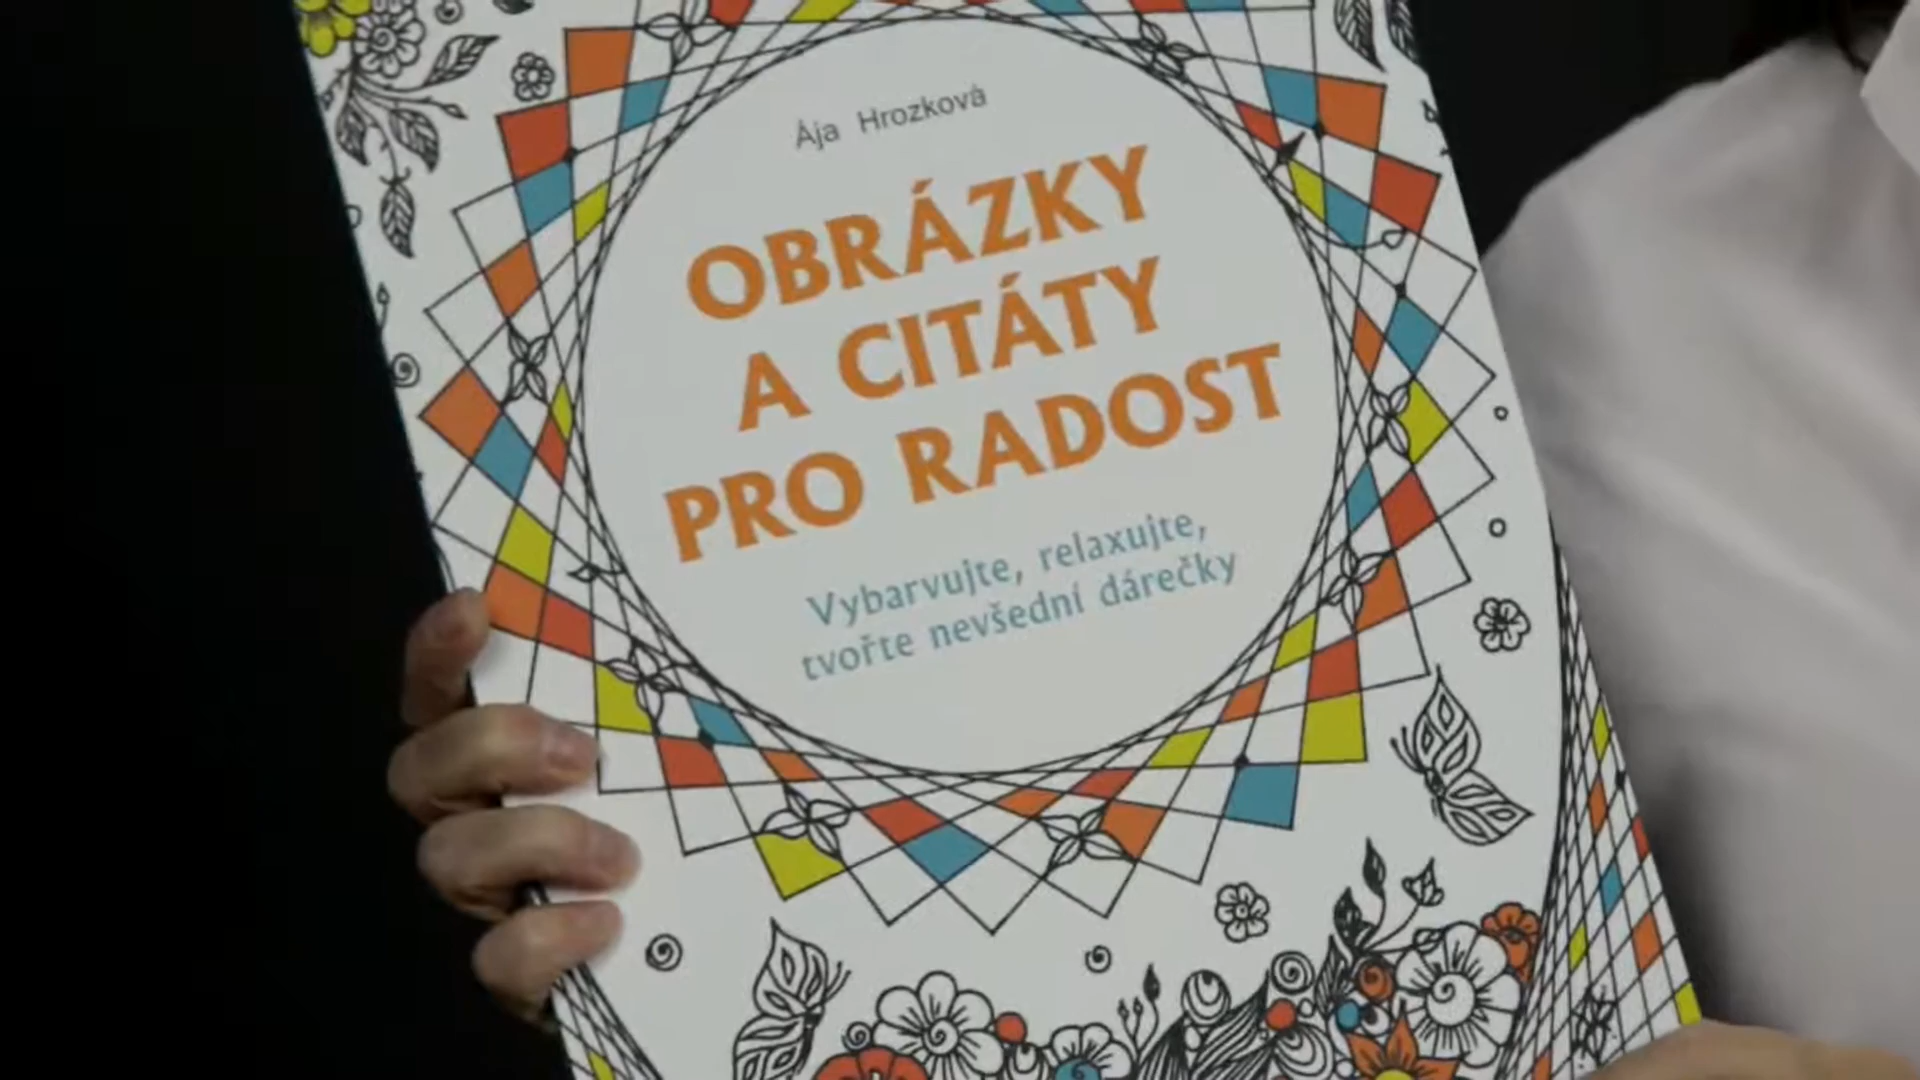 Ája Hrozková
OBRÁZKY
A CITÁTY
PRO RADOST
Vybarvujte, relaxujte,
tvořte nevšední dárečky